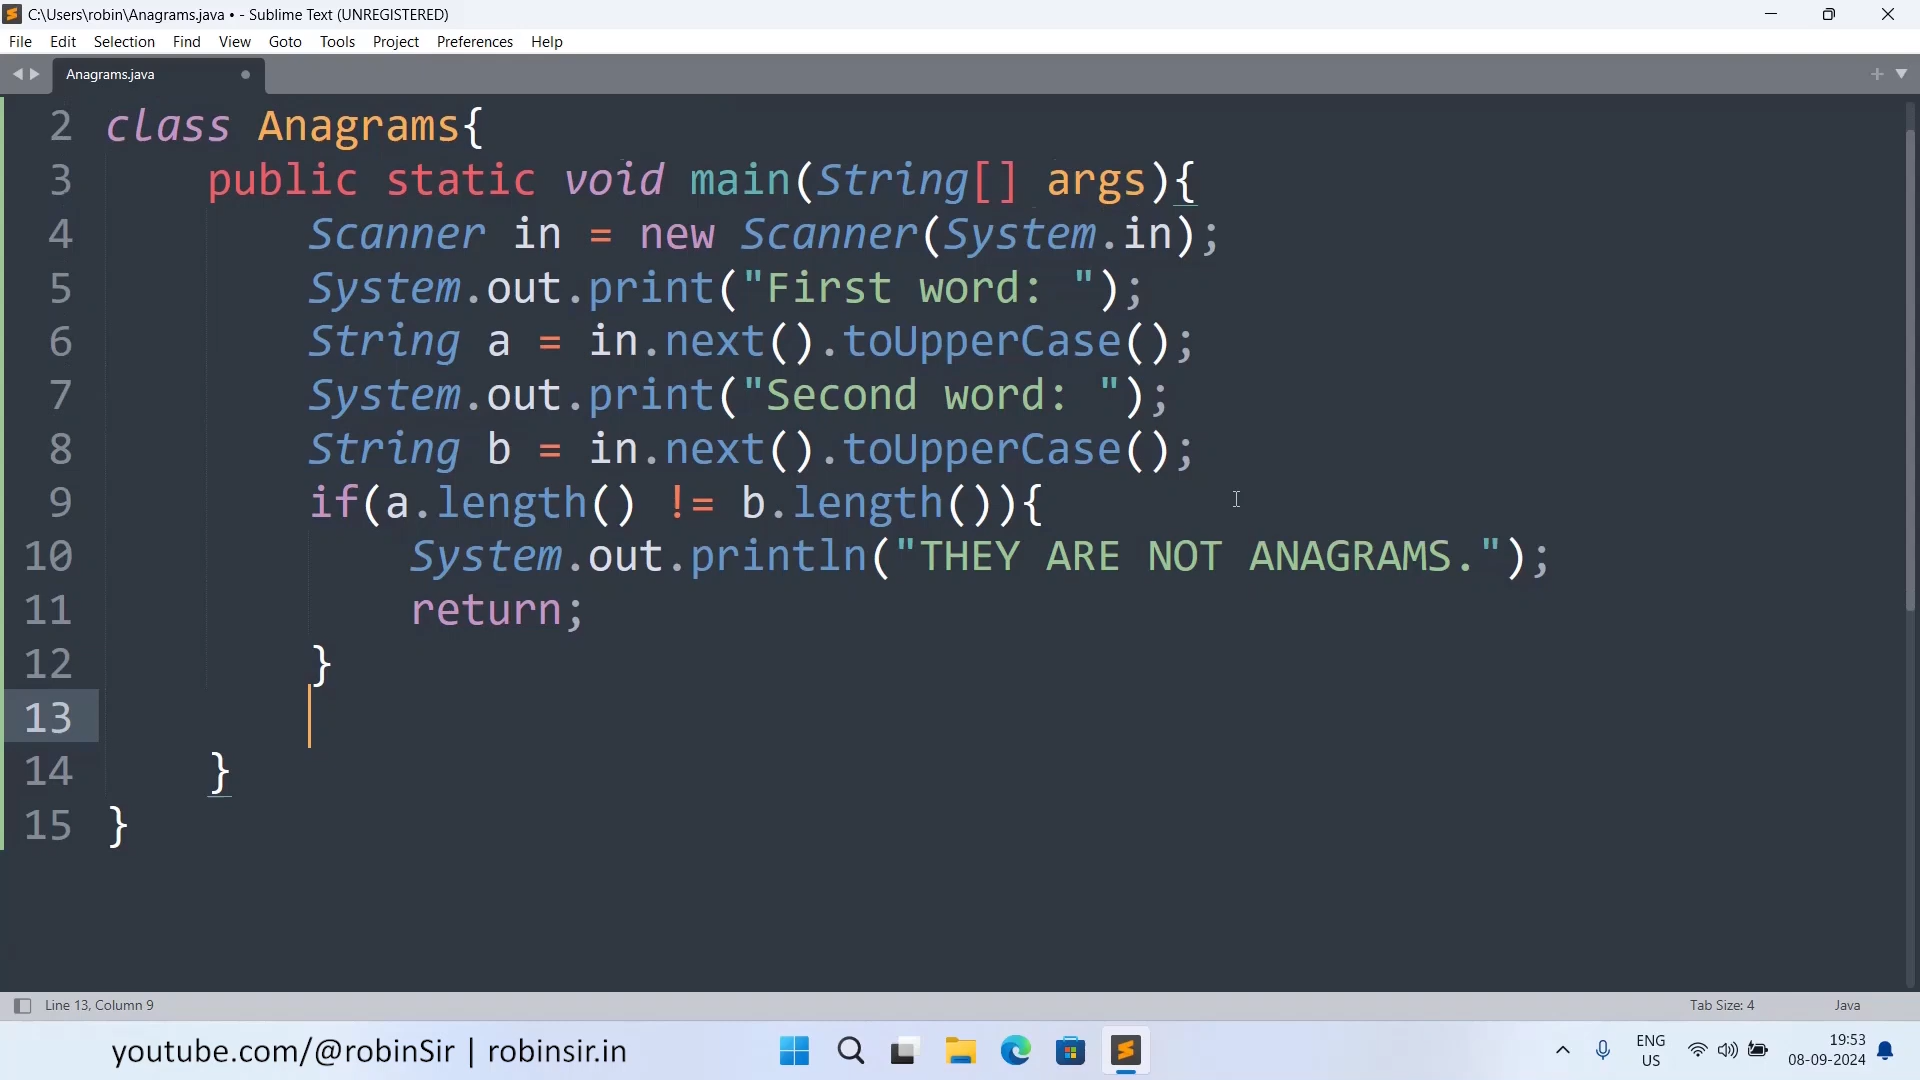 C:\Users\robin\Anagrams.java • - Sublime Text (UNREGISTERED)
File Edit Selection Find View Goto Tools Project Preferences Help
Anagrams.java
2 class Anagrams{
3 public static void main(String[] args){
4 Scanner in = new Scanner(System.in);
5 System.out.print("First word: ");
6 String a = in.next().toUpperCase();
7 System.out.print("Second word: ");
8 String b = in.next().toUpperCase();
9 if(a.length() != b.length()){
10 System.out.println("THEY ARE NOT ANAGRAMS.");
11 return;
12 }
13
14 }
15 }
Line 13, Column 9 Tab Size: 4 Java
youtube.com/@robinSir | robinsir.in
ENG
US
19:53
08-09-2024